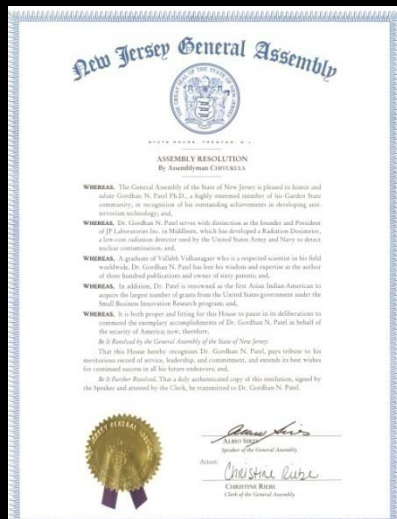 New Jersey General Assembly
THE GREAT SEAL OF THE STATE OF NEW JERSEY
STATE HOUSE, TRENTON, N.J.
ASSEMBLY RESOLUTION
By Assemblyman CHIVUKULA
WHEREAS, The General Assembly of the State of New Jersey is pleased to honor and
salute Gordhan N. Patel Ph.D., a highly esteemed member of his Garden State
community, in recognition of his outstanding achievements in developing anti-
terrorism technology; and,
WHEREAS, Dr. Gordhan N. Patel serves with distinction as the founder and President
of JP Laboratories Inc. in Middlesex, which has developed a Radiation Dosimeter,
a low-cost radiation detector used by the United States Army and Navy to detect
nuclear contamination; and,
WHEREAS, A graduate of Vallabh Vidhanagar who is a respected scientist in his field
worldwide, Dr. Gordhan N. Patel has lent his wisdom and expertise as the author
of three hundred publications and owner of sixty patents; and,
WHEREAS, In addition, Dr. Patel is renowned as the first Asian Indian-American to
acquire the largest number of grants from the United States government under the
Small Business Innovation Research program; and,
WHEREAS, It is both proper and fitting for this House to pause in its deliberations to
commend the exemplary accomplishments of Dr. Gordhan N. Patel on behalf of
the security of America; now, therefore,
Be It Resolved by the General Assembly of the State of New Jersey:
That this House hereby recognizes Dr. Gordhan N. Patel, pays tribute to his
meritorious record of service, leadership, and commitment, and extends its best wishes
for continued success in all his future endeavors; and,
Be It Further Resolved, That a duly authenticated copy of this resolution, signed by
the Speaker and attested by the Clerk, be transmitted to Dr. Gordhan N. Patel.
Albio Sires
ALBIO SIRES
Speaker of the General Assembly
Attest:
Christine Riebe
CHRISTINE RIEBE
Clerk of the General Assembly